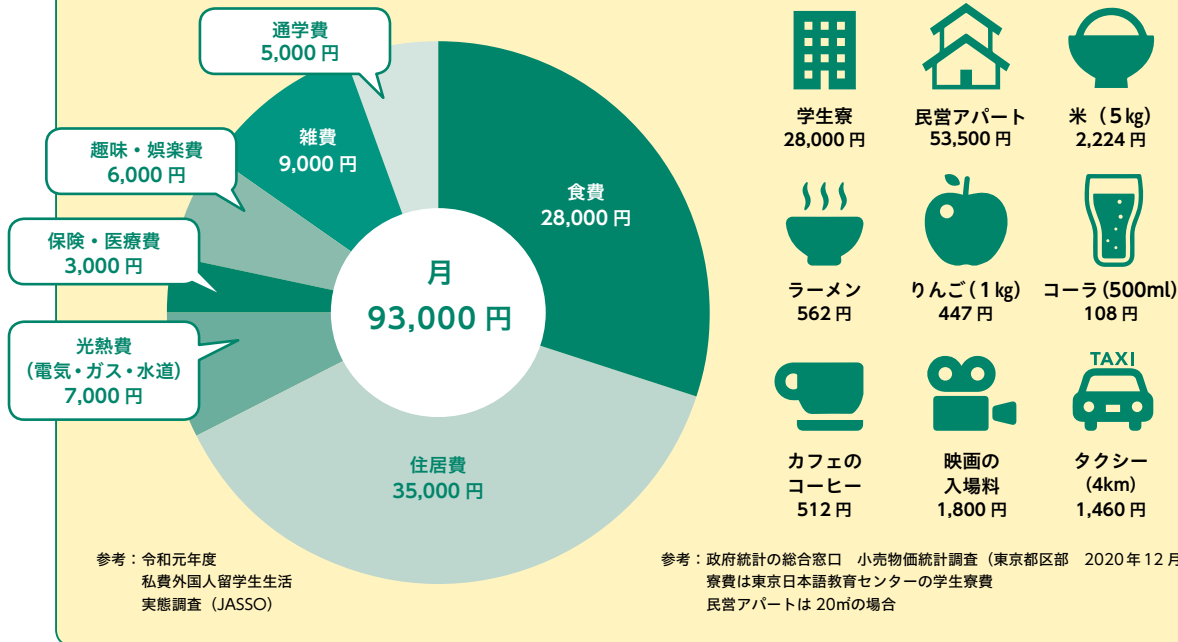 通学費
5,000 円
雑費
9,000 円
趣味・娯楽費
6,000 円
保険・医療費
3,000 円
光熱費
(電気・ガス・水道)
7,000 円
食費
28,000 円
住居費
35,000 円
月
93,000 円
参考：令和元年度
私費外国人留学生生活
実態調査（JASSO）
学生寮
28,000 円
民営アパート
53,500 円
米（5㎏)
2,224 円
ラーメン
562 円
りんご（1㎏)
447 円
コーラ(500ml)
108 円
カフェの
コーヒー
512 円
映画の
入場料
1,800 円
TAXI
タクシー
(4km)
1,460 円
参考：政府統計の総合窓口　小売物価統計調査（東京都区部　2020年12月
寮費は東京日本語教育センターの学生寮費
民営アパートは 20㎡の場合